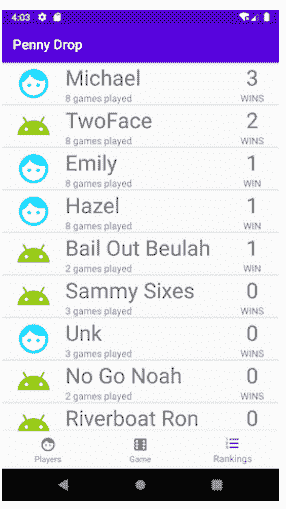 4:03
Penny Drop
Michael 3
8 games played WINS
TwoFace 2
8 games played WINS
Emily 1
8 games played WIN
Hazel 1
8 games played WIN
Bail Out Beulah 1
2 games played WIN
Sammy Sixes 0
3 games played WINS
Unk 0
3 games played WINS
No Go Noah 0
2 games played WINS
Riverboat Ron 0
Players Game Rankings